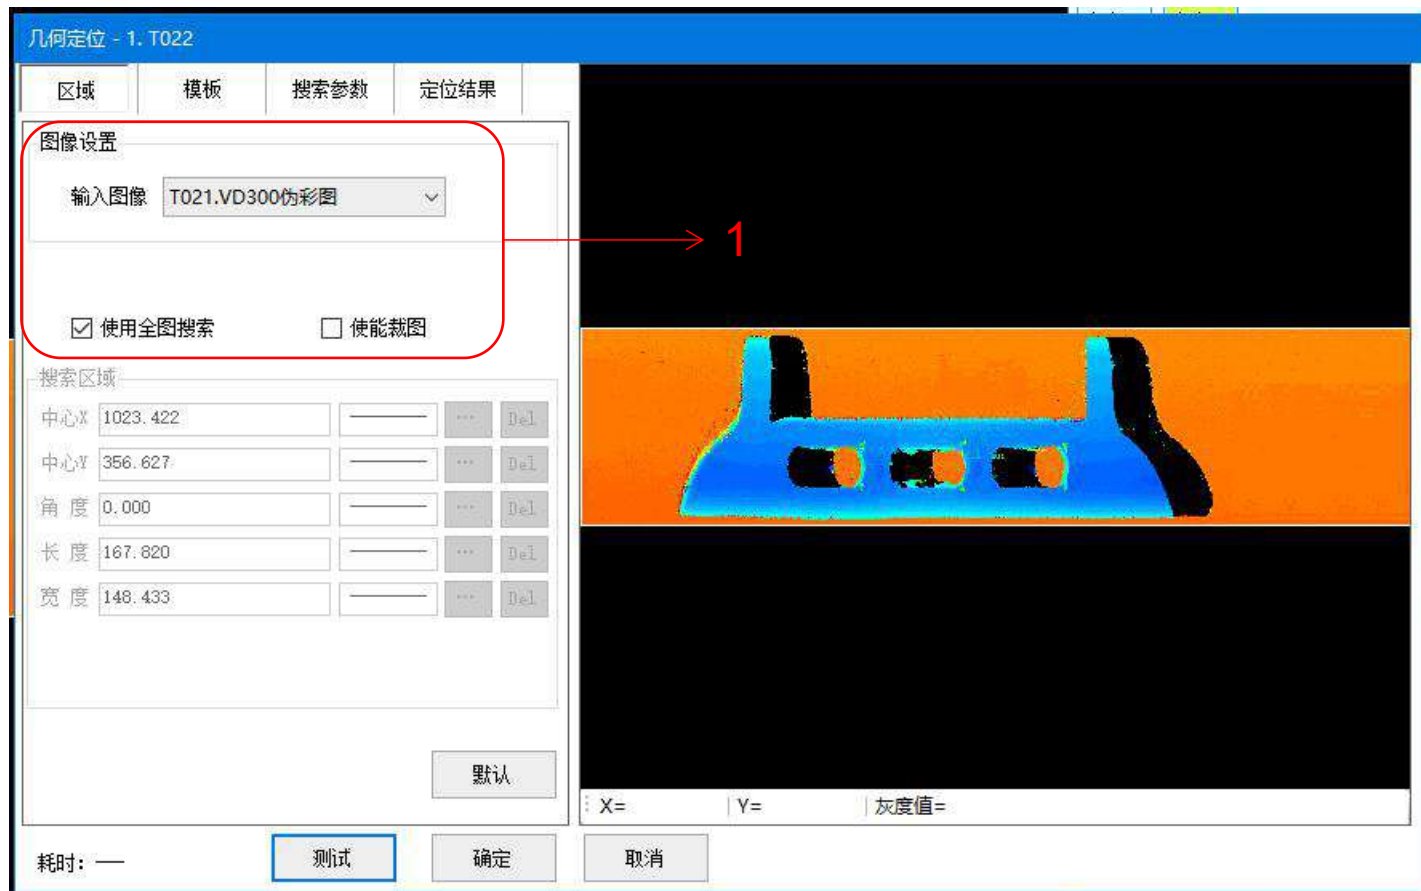 几何定位 - 1. T022
区域 模板 搜索参数 定位结果
图像设置
输入图像 T021.VD300伪彩图
1
使用全图搜索 使能裁图
搜索区域
中心X 1023.422 ... Del
中心Y 356.627 ... Del
角 度 0.000 ... Del
长 度 167.820 ... Del
宽 度 148.433 ... Del
默认
X= Y= 灰度值=
耗时: — 测试 确定 取消